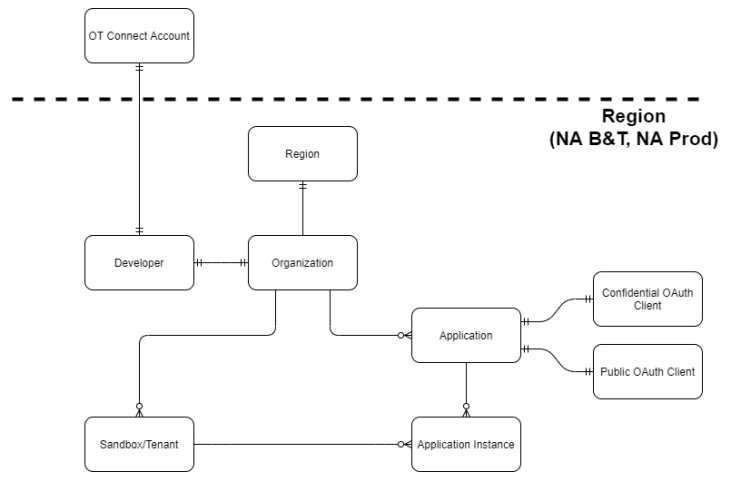 OT Connect Account
Region
(NA B&T, NA Prod)
Region
Developer
Organization
Confidential OAuth
Client
Application
Public OAuth Client
Sandbox/Tenant
Application Instance